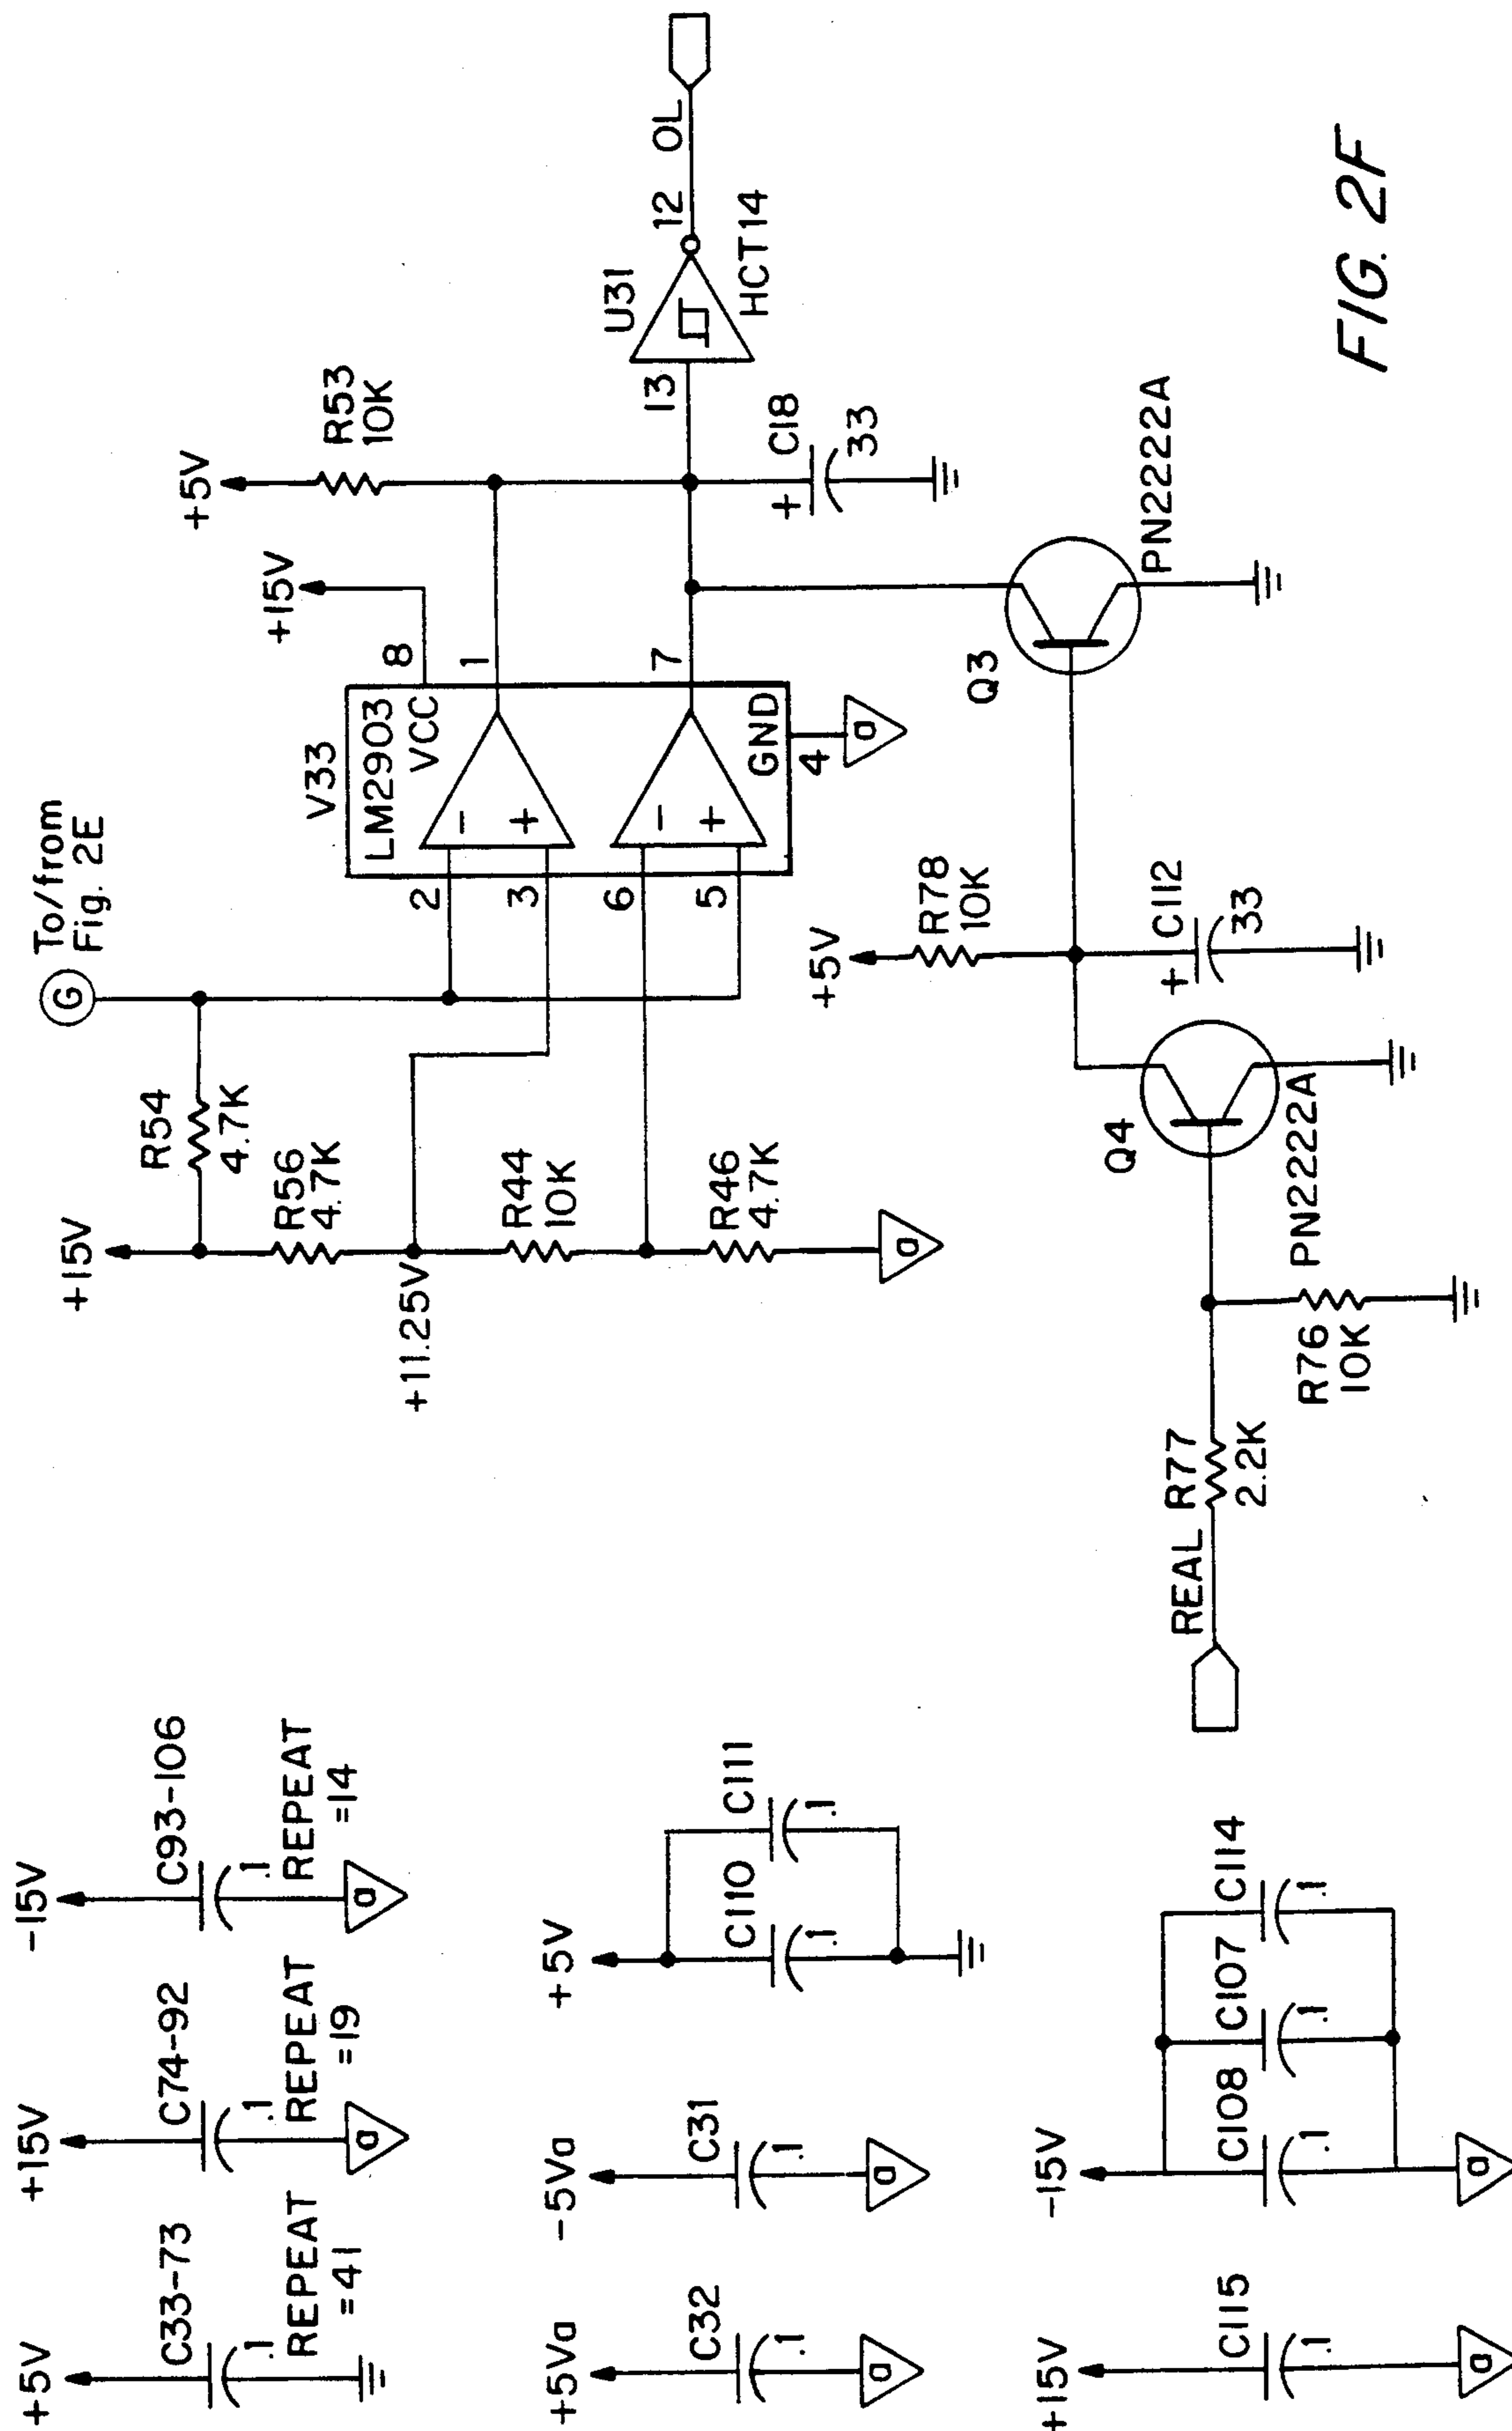 +5V
C33-73
.1
REPEAT
=41
+15V
C74-92
.1
REPEAT
=19
a
-15V
C93-106
.1
REPEAT
=14
a
+5Va
C32
.1
a
-5Va
C31
.1
a
+5V
C110
.1
C111
.1
+15V
C115
.1
a
-15V
C108
.1
C107
.1
C114
.1
a
G
To/from
Fig. 2E
+15V
R54
4.7K
R56
4.7K
+11.25V
R44
10K
R46
4.7K
a
V33
LM2903
VCC
8
+15V
2
-
3
+
1
6
-
5
+
7
GND
4
a
+5V
R53
10K
C18
+
33
13
U31
12
OL
HCT14
REAL
R77
2.2K
R76
10K
Q4
PN2222A
+5V
R78
10K
C112
+
33
Q3
PN2222A
FIG. 2F